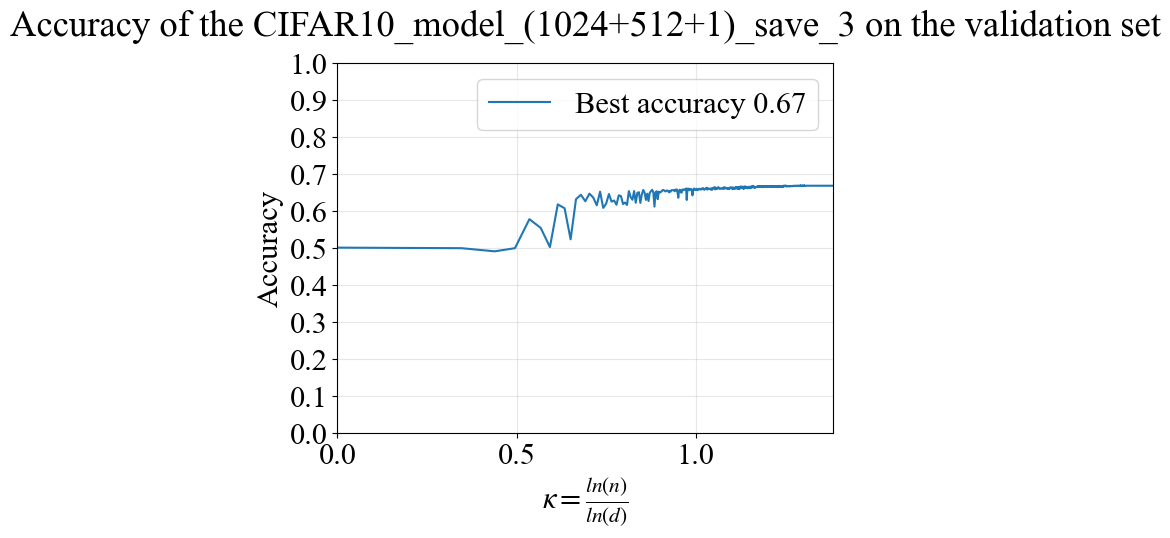 Accuracy of the CIFAR10_model_(1024+512+1)_save_3 on the validation set
1.0
0.9
0.8
0.7
0.6
0.5
0.4
0.3
0.2
0.1
0.0
Accuracy
Best accuracy 0.67
0.0 0.5 1.0
κ = ln(n)/ln(d)